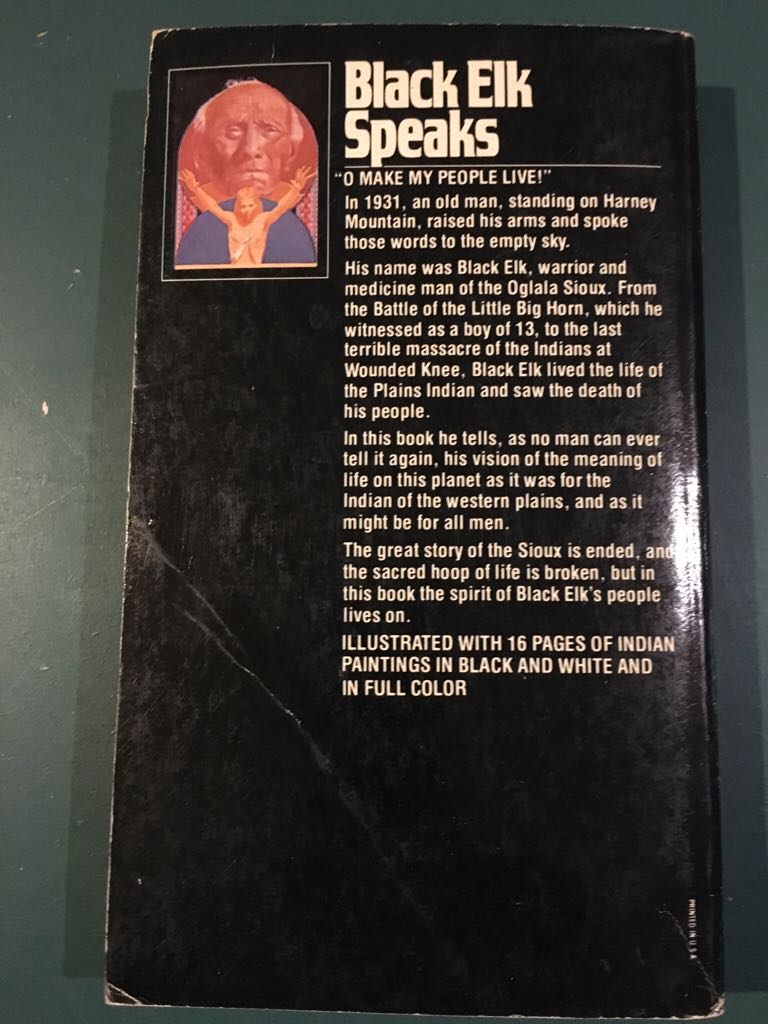 Black Elk
Speaks
"O MAKE MY PEOPLE LIVE!"
In 1931, an old man, standing on Harney
Mountain, raised his arms and spoke
those words to the empty sky.
His name was Black Elk, warrior and
medicine man of the Oglala Sioux. From
the Battle of the Little Big Horn, which he
witnessed as a boy of 13, to the last
terrible massacre of the Indians at
Wounded Knee, Black Elk lived the life of
the Plains Indian and saw the death of
his people.
In this book he tells, as no man can ever
tell it again, his vision of the meaning of
life on this planet as it was for the
Indian of the western plains, and as it
might be for all men.
The great story of the Sioux is ended, and
the sacred hoop of life is broken, but in
this book the spirit of Black Elk's people
lives on.
ILLUSTRATED WITH 16 PAGES OF INDIAN
PAINTINGS IN BLACK AND WHITE AND
IN FULL COLOR
PRINTED IN U.S.A.